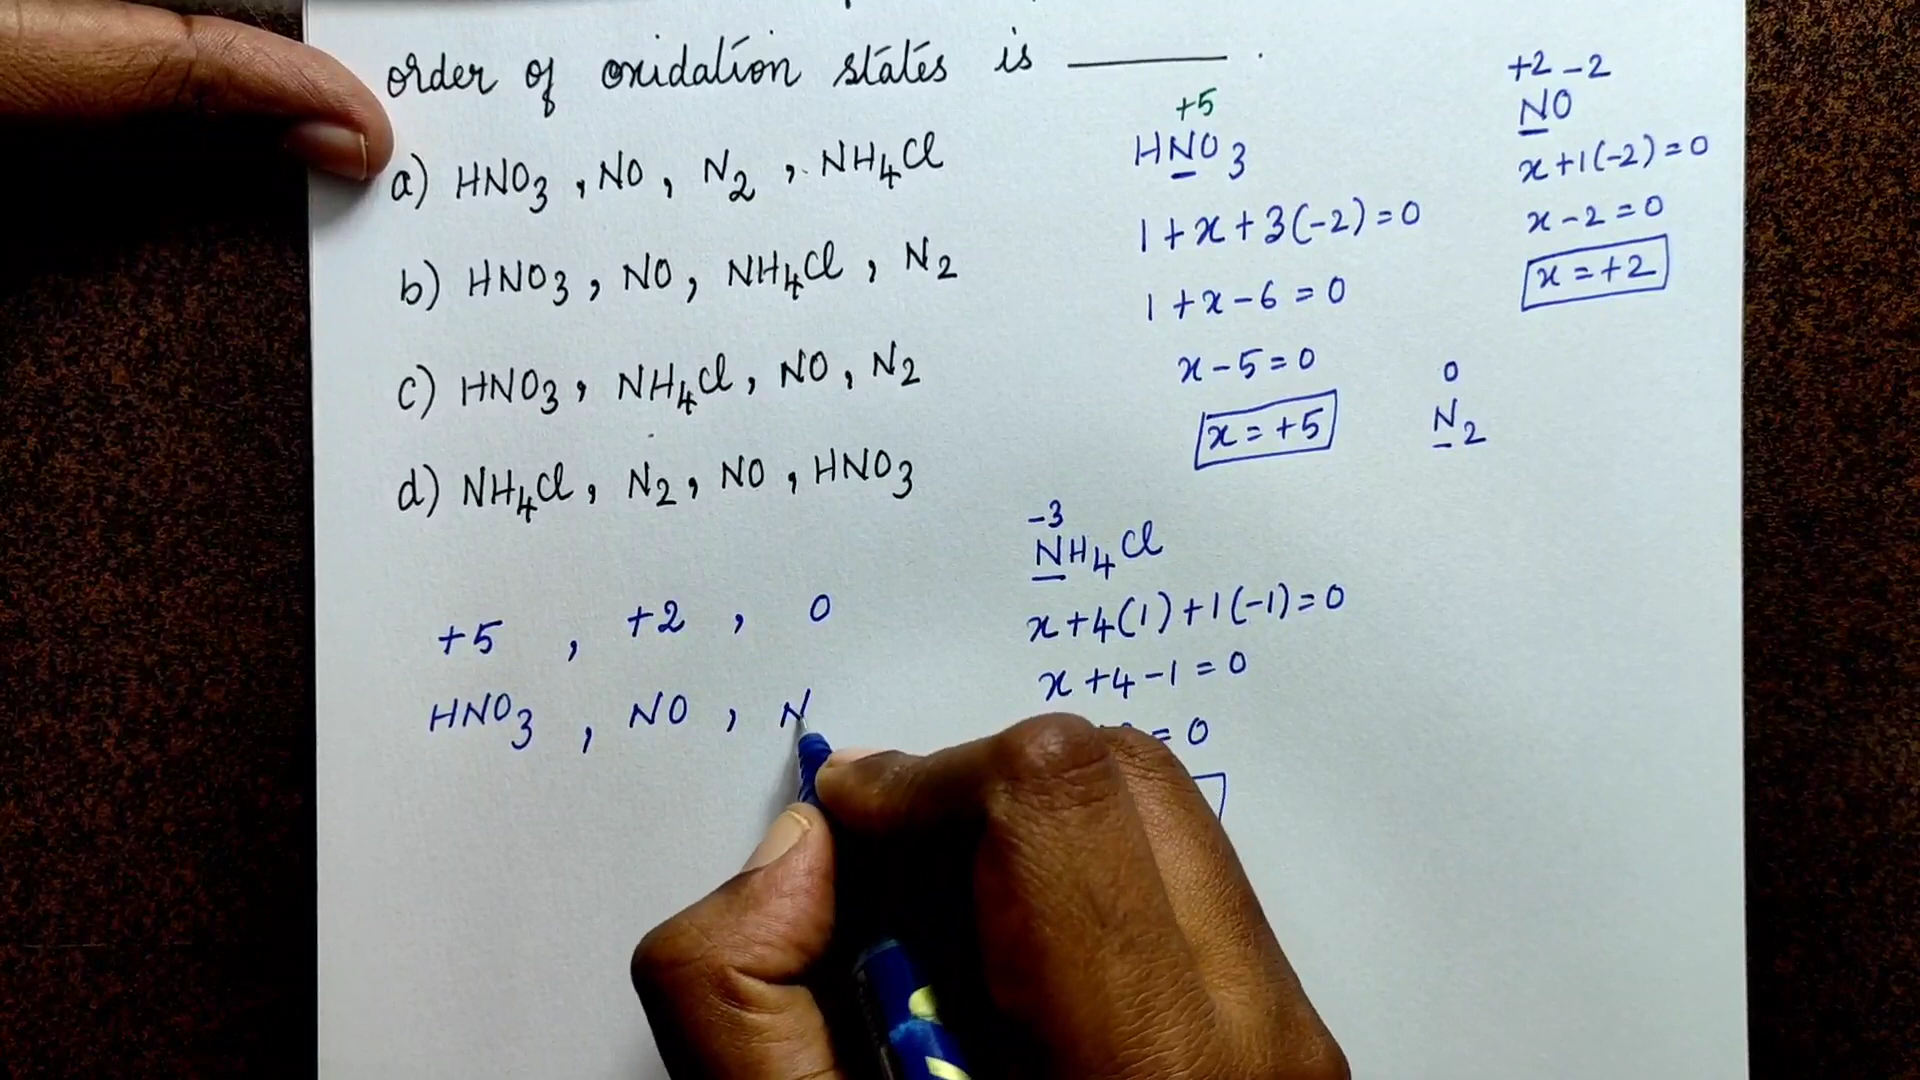 order of oxidation states is ______ .
a) HNO3 , NO , N2 , NH4Cl
b) HNO3 , NO , NH4Cl , N2
c) HNO3 , NH4Cl , NO , N2
d) NH4Cl , N2 , NO , HNO3
+5 , +2 , 0
HNO3 , NO , N
+5
HNO3
1 + x + 3(-2) = 0
1 + x - 6 = 0
x - 5 = 0
x = +5
+2 -2
NO
x + 1(-2) = 0
x - 2 = 0
x = +2
0
N2
-3
NH4Cl
x + 4(1) + 1(-1) = 0
x + 4 - 1 = 0
= 0